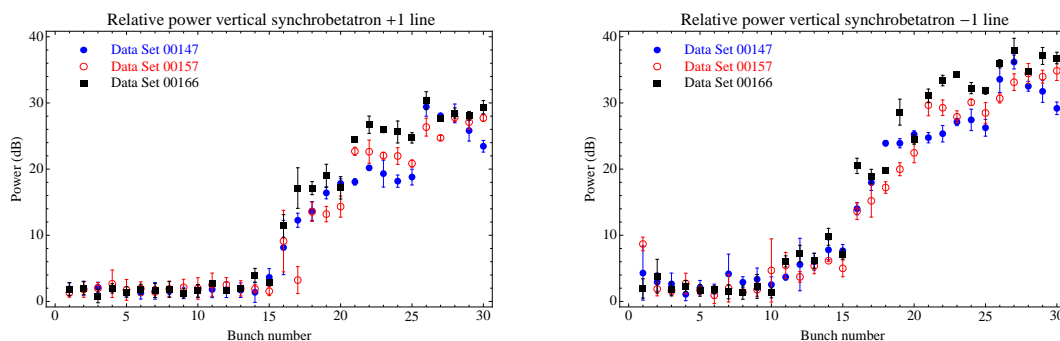 Relative power vertical synchrobetatron +1 line
40
30
20
10
0
Power (dB)
Data Set 00147
Data Set 00157
Data Set 00166
0 5 10 15 20 25 30
Bunch number
Relative power vertical synchrobetatron −1 line
40
30
20
10
0
Power (dB)
Data Set 00147
Data Set 00157
Data Set 00166
0 5 10 15 20 25 30
Bunch number